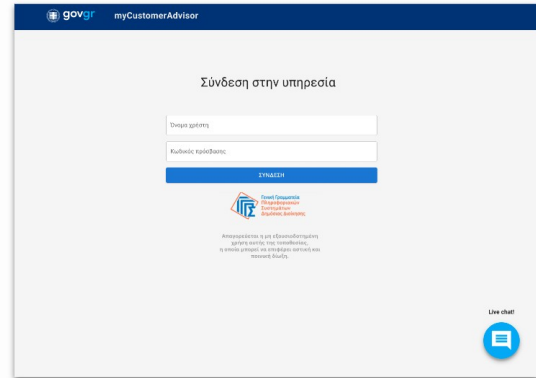 govgr myCustomerAdvisor
Σύνδεση στην υπηρεσία
Όνομα χρήστη
Κωδικός πρόσβασης
ΣΥΝΔΕΣΗ
Γενική Γραμματεία
Πληροφοριακών
Συστημάτων
Δημόσιας Διοίκησης
Απαγορεύεται η μη εξουσιοδοτημένη
χρήση αυτής της τοποθεσίας,
η οποία μπορεί να επιφέρει αστική και
ποινική δίωξη.
Live chat!